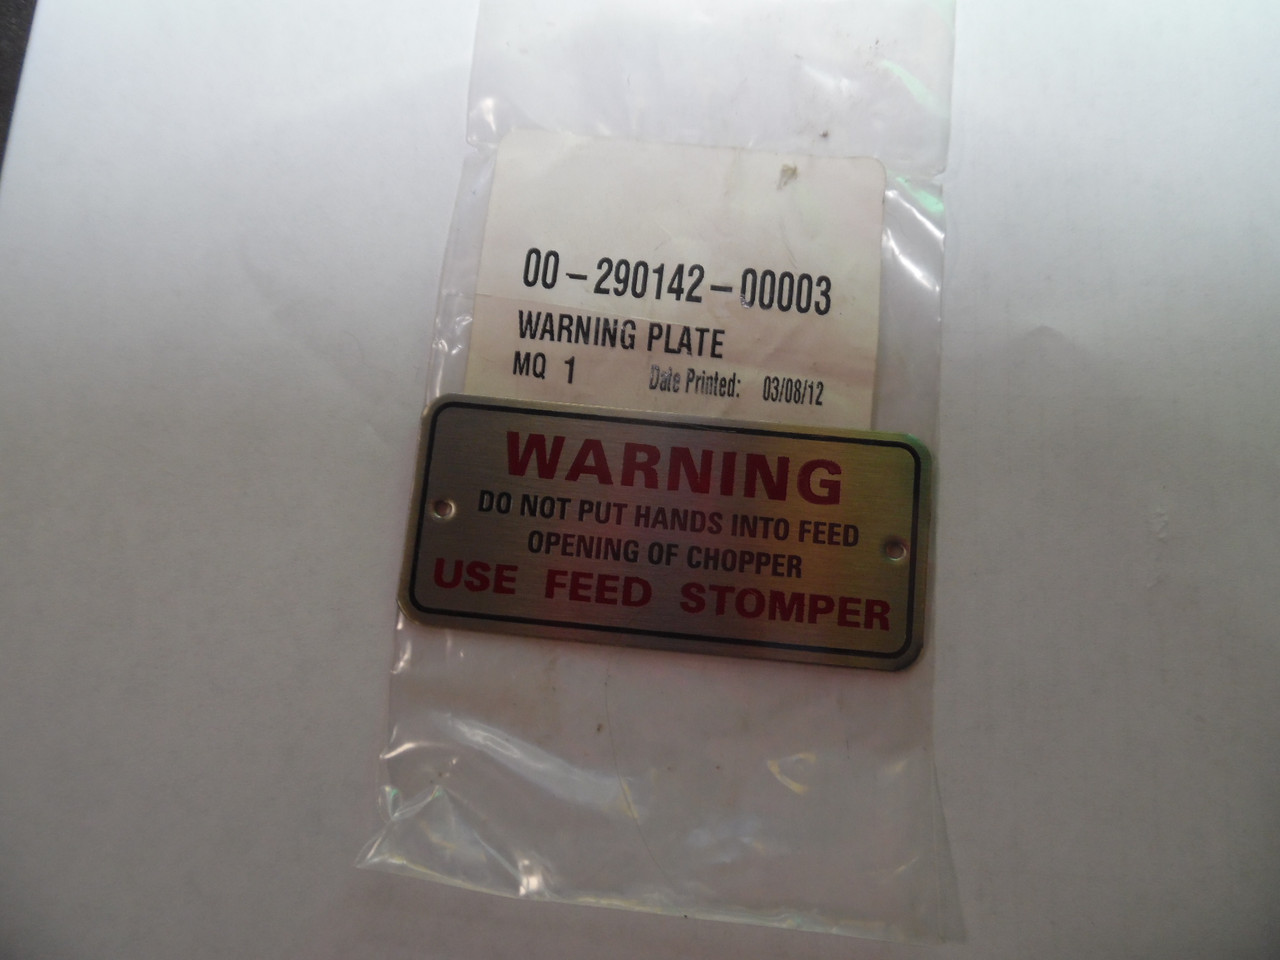 00-290142-00003
WARNING PLATE
MQ 1 Date Printed: 03/08/12
WARNING
DO NOT PUT HANDS INTO FEED
OPENING OF CHOPPER
USE FEED STOMPER